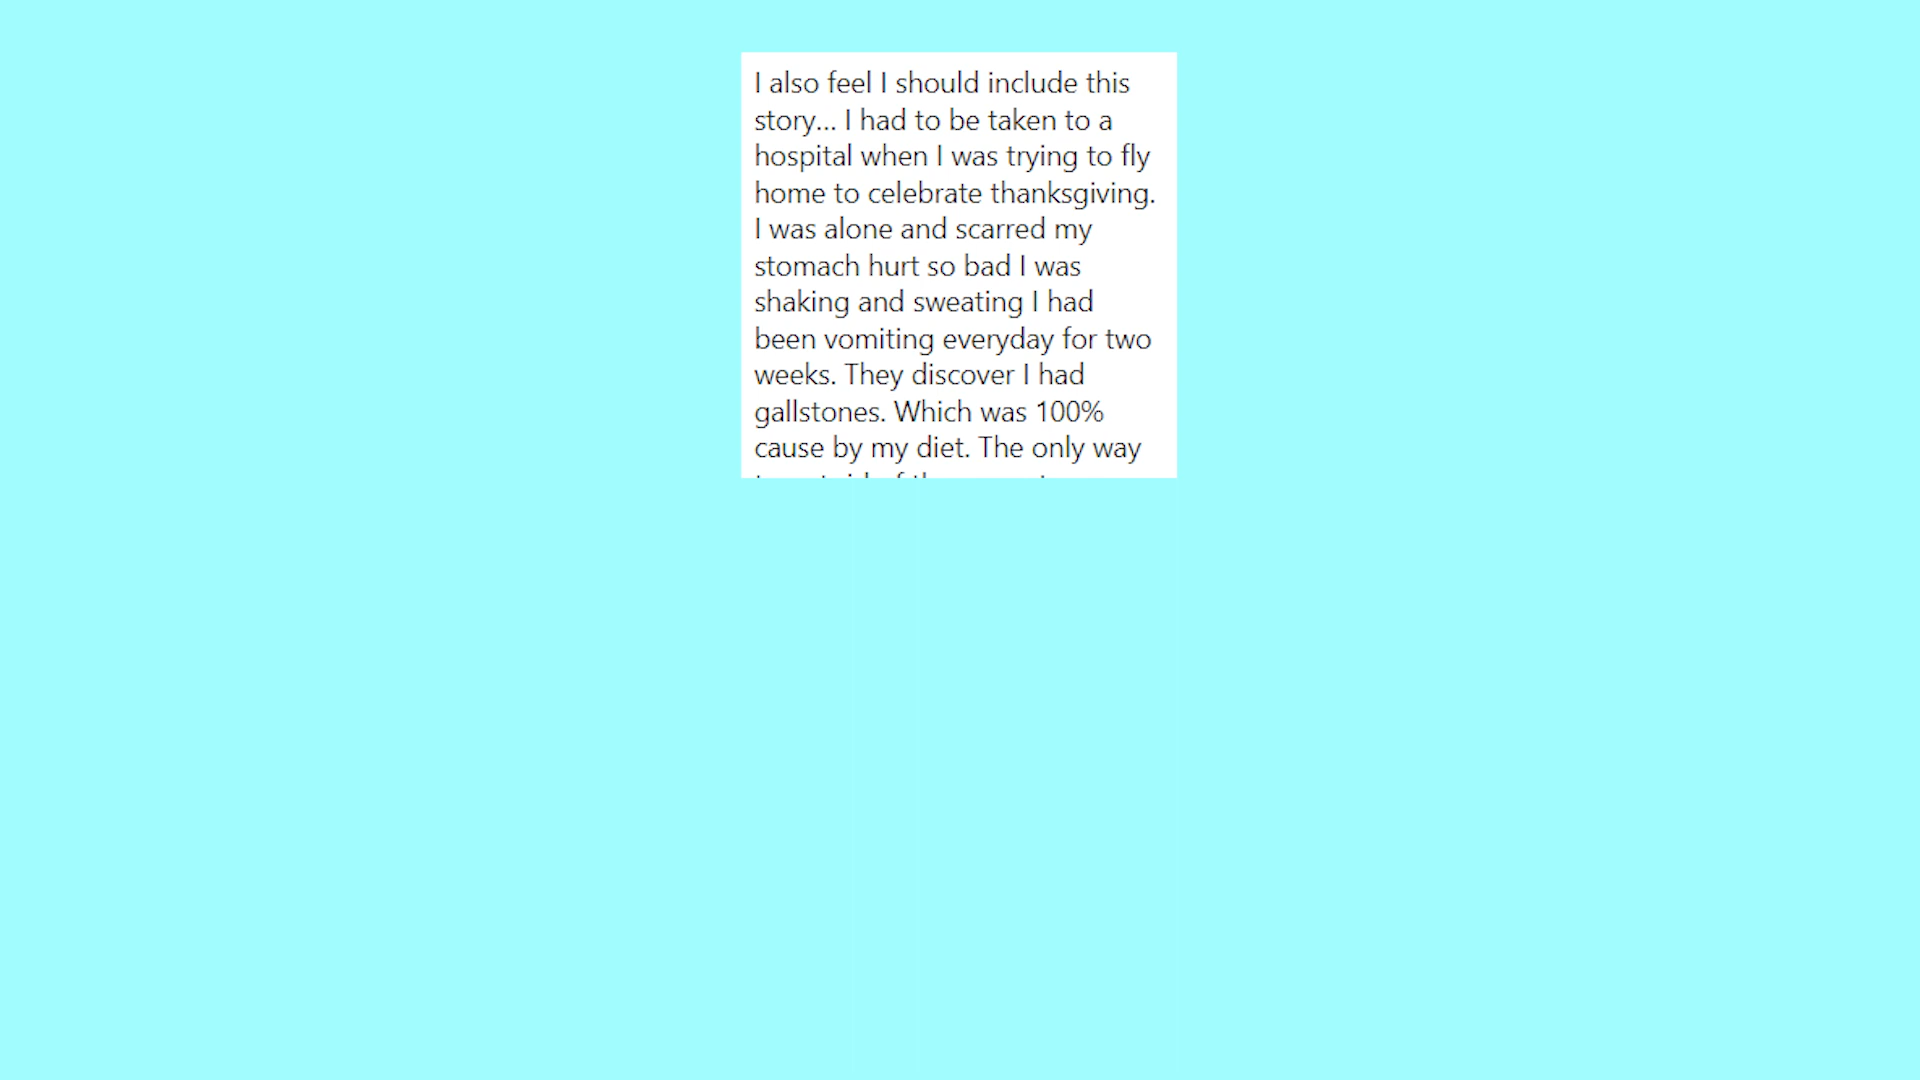 I also feel I should include this
story... I had to be taken to a
hospital when I was trying to fly
home to celebrate thanksgiving.
I was alone and scarred my
stomach hurt so bad I was
shaking and sweating I had
been vomiting everyday for two
weeks. They discover I had
gallstones. Which was 100%
cause by my diet. The only way